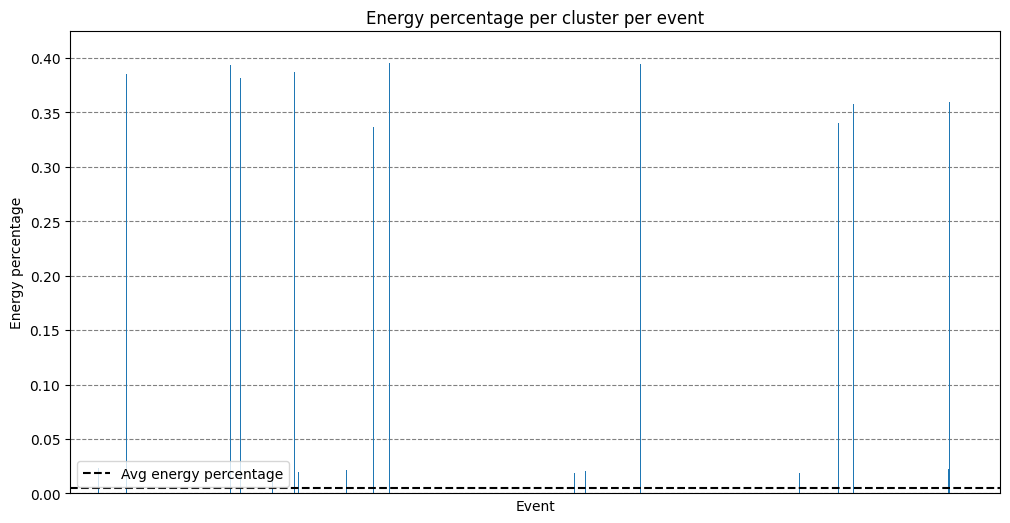 Energy percentage per cluster per event
0.40
0.35
0.30
0.25
0.20
0.15
0.10
0.05
0.00
Energy percentage
Avg energy percentage
Event